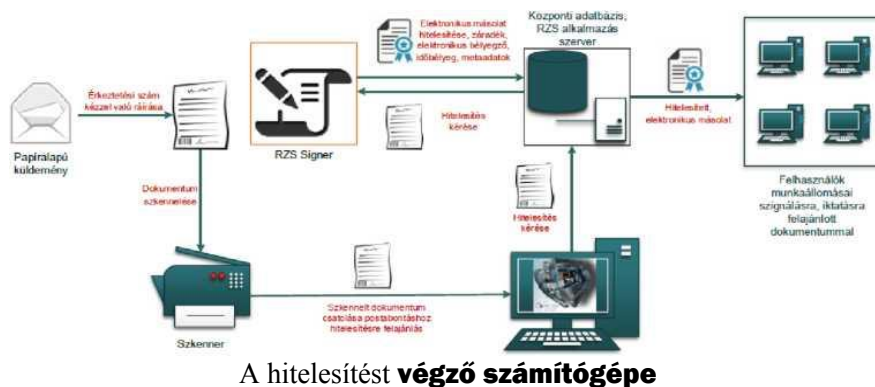 Papíralapú
küldemény
Érkeztetési szám
kézzel való ráírása
Dokumentum
szkennelése
Szkenner
Szkennelt dokumentum
csatolása postabontáshoz
hitelesítésre felajánlás
Hitelesítés
kérése
RZS Signer
Elektronikus másolat
hitelesítése, záradék,
elektronikus bélyegző,
időbélyeg, metaadatok
Hitelesítés
kérése
Központi adatbázis,
RZS alkalmazás
szerver
Hitelesített,
elektronikus másolat
Felhasználók
munkaállomásai
szignálásra, iktatásra
felajánlott
dokumentummal
A hitelesítést végző számítógépe